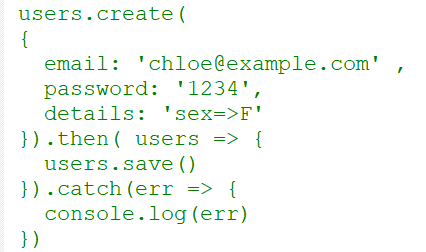 users.create(
{
  email: 'chloe@example.com' ,
  password: '1234',
  details: 'sex=>F'
}).then( users => {
  users.save()
}).catch(err => {
  console.log(err)
})